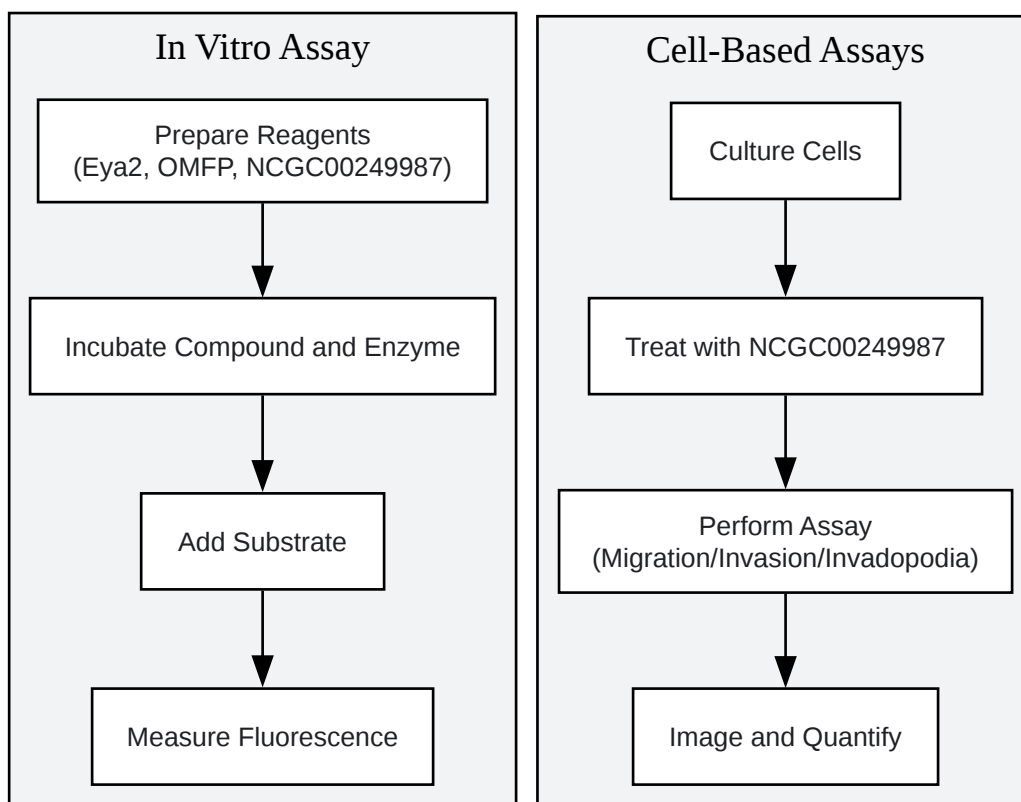 In Vitro Assay
Prepare Reagents
(Eya2, OMFP, NCGC00249987)
Incubate Compound and Enzyme
Add Substrate
Measure Fluorescence
Cell-Based Assays
Culture Cells
Treat with NCGC00249987
Perform Assay
(Migration/Invasion/Invadopodia)
Image and Quantify